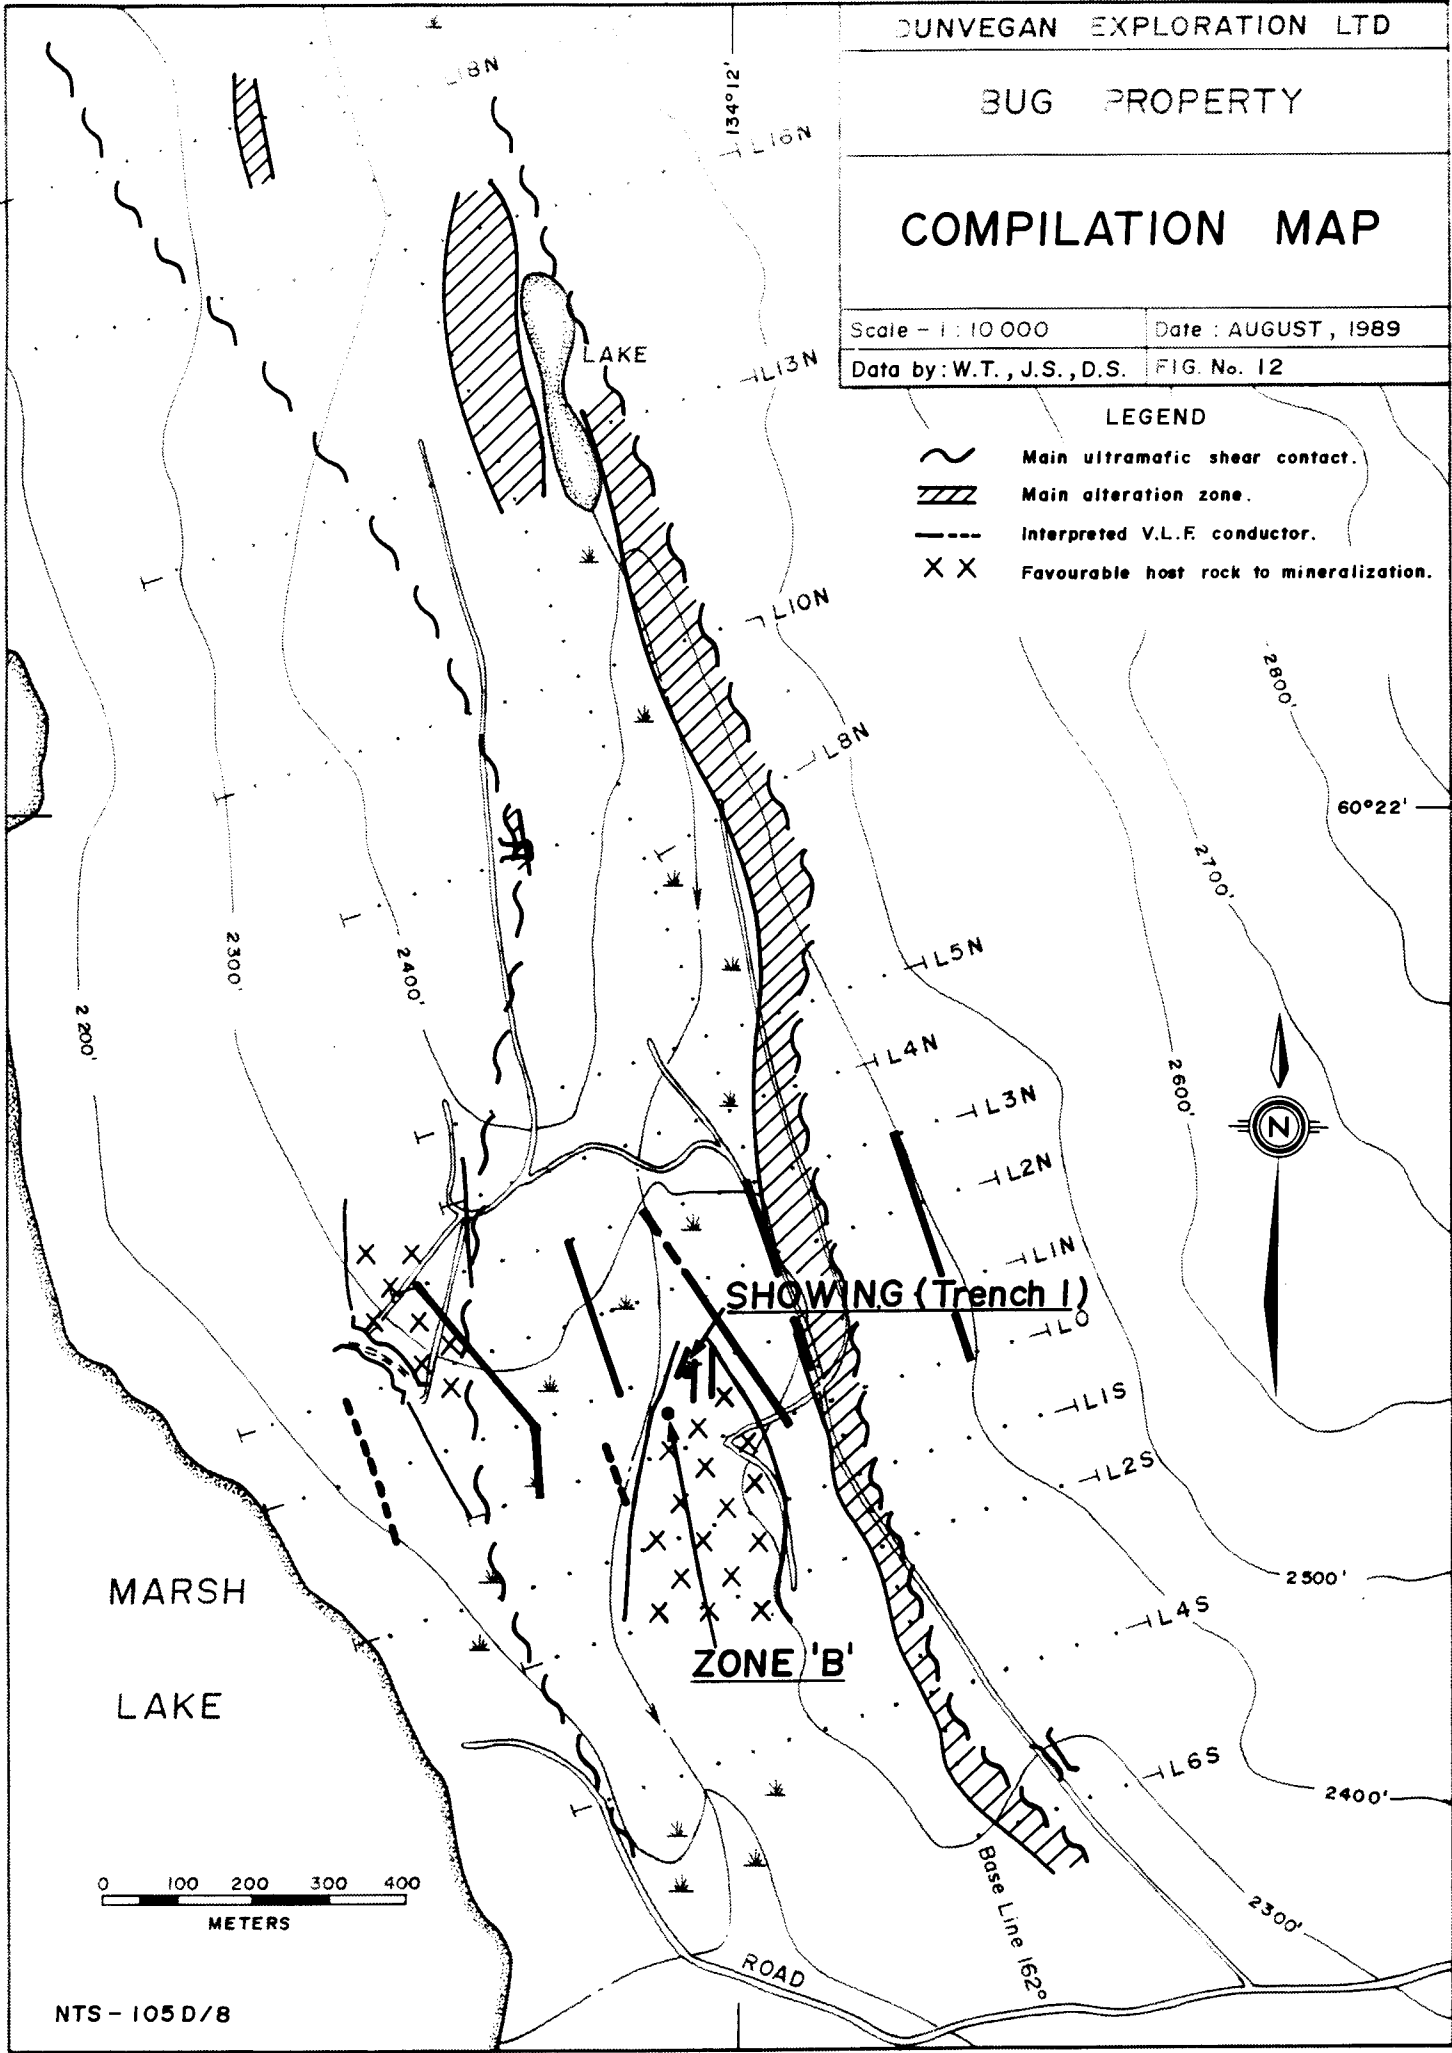 DUNVEGAN EXPLORATION LTD
BUG PROPERTY
COMPILATION MAP
Scale - 1 : 10 000
Date : AUGUST, 1989
Data by: W.T., J.S., D.S.
FIG. No. 12
LEGEND
Main ultramafic shear contact.
Main alteration zone.
Interpreted V.L.F. conductor.
X X Favourable host rock to mineralization.
L18N
134°12'
L16N
LAKE
L13N
L10N
L8N
2800'
60°22'
2700'
2300'
2400'
2200'
L5N
L4N
L3N
2600'
N
L2N
L1N
SHOWING (Trench 1)
L0
L1S
L2S
2500'
MARSH
LAKE
L4S
ZONE 'B'
L6S
2400'
Base Line 162°
2300'
0 100 200 300 400
METERS
ROAD
NTS - 105 D/8